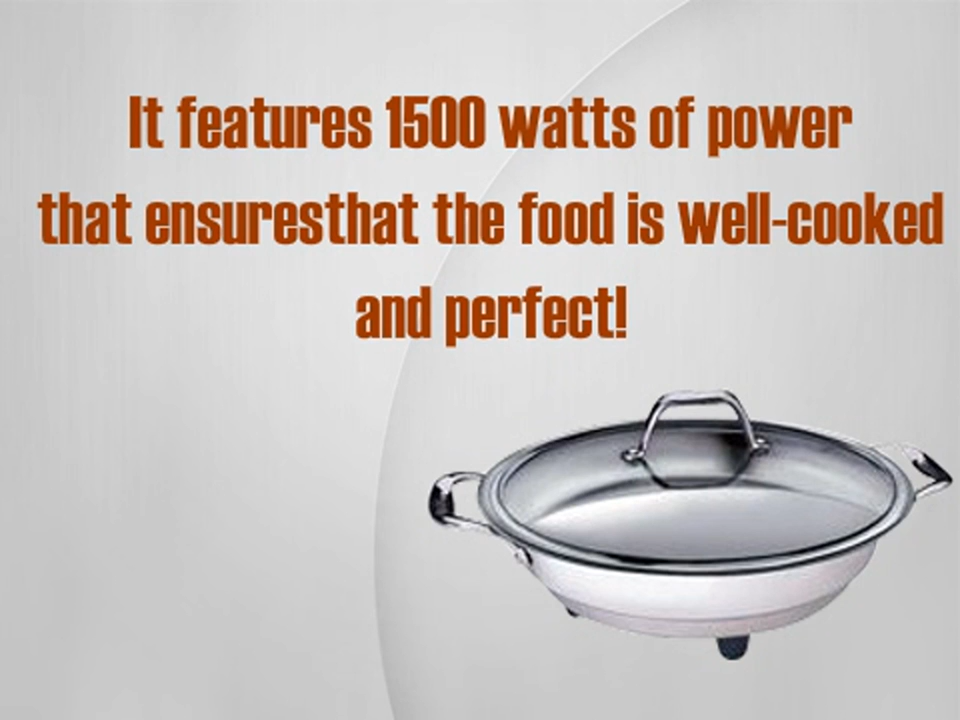 It features 1500 watts of power
that ensuresthat the food is well-cooked
and perfect!